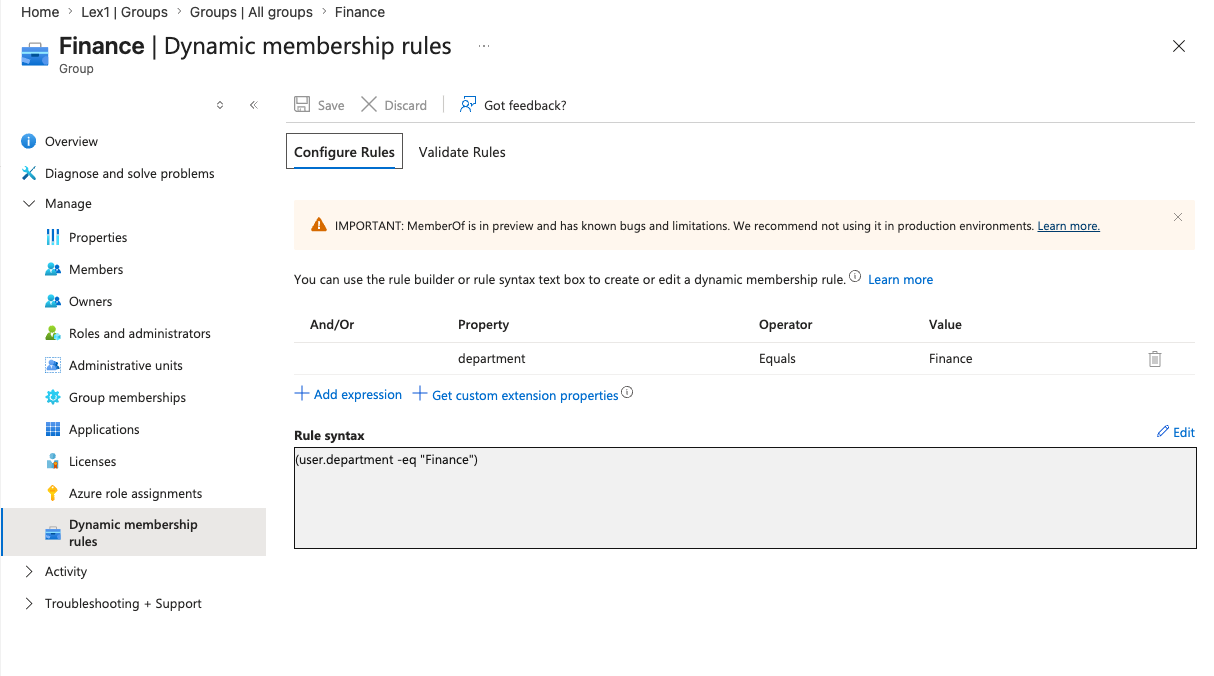 Home > Lex1 | Groups > Groups | All groups > Finance
Finance | Dynamic membership rules ...
Group
Save Discard Got feedback?
Overview
Diagnose and solve problems
Manage
Properties
Members
Owners
Roles and administrators
Administrative units
Group memberships
Applications
Licenses
Azure role assignments
Dynamic membership
rules
Activity
Troubleshooting + Support
Configure Rules Validate Rules
IMPORTANT: MemberOf is in preview and has known bugs and limitations. We recommend not using it in production environments. Learn more.
You can use the rule builder or rule syntax text box to create or edit a dynamic membership rule. Learn more
And/Or Property Operator Value
department Equals Finance
+ Add expression + Get custom extension properties
Rule syntax Edit
(user.department -eq "Finance")